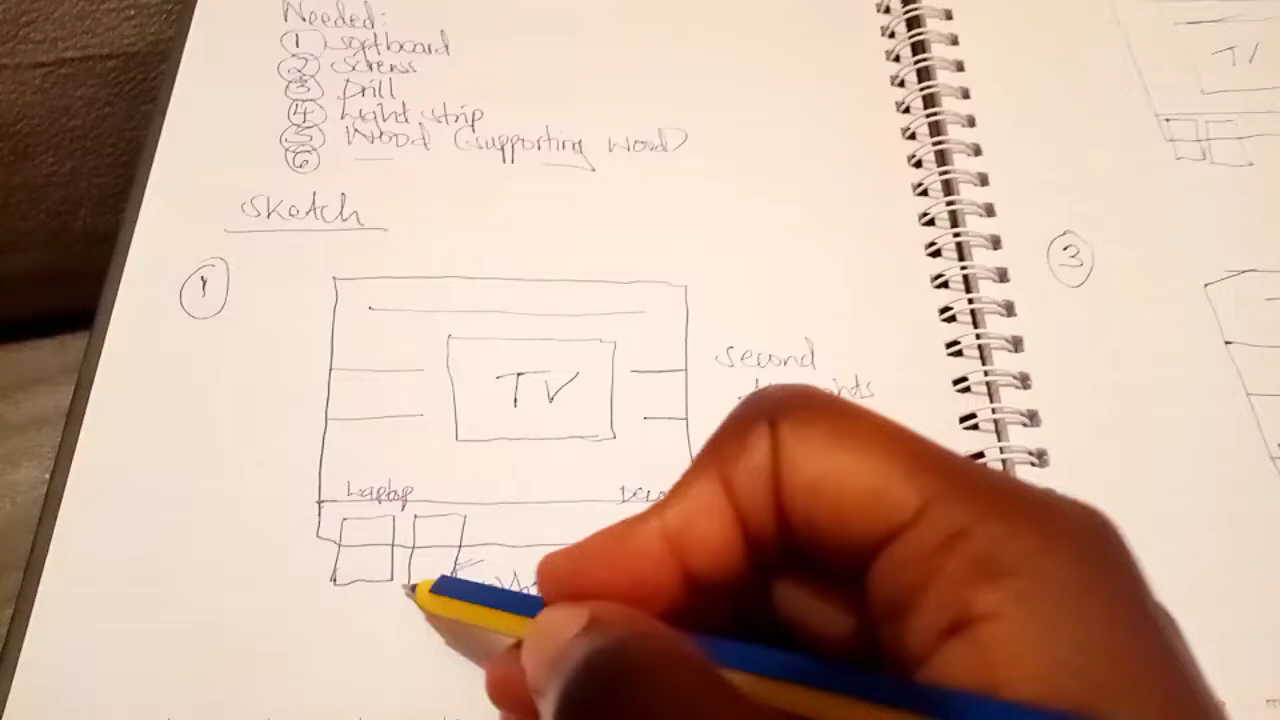 Needed:
① softboard
② screws
③ Drill
④ Light strip
⑤ Wood (supporting wood)
⑥
Sketch
1
TV
second
Laptop
3
TV